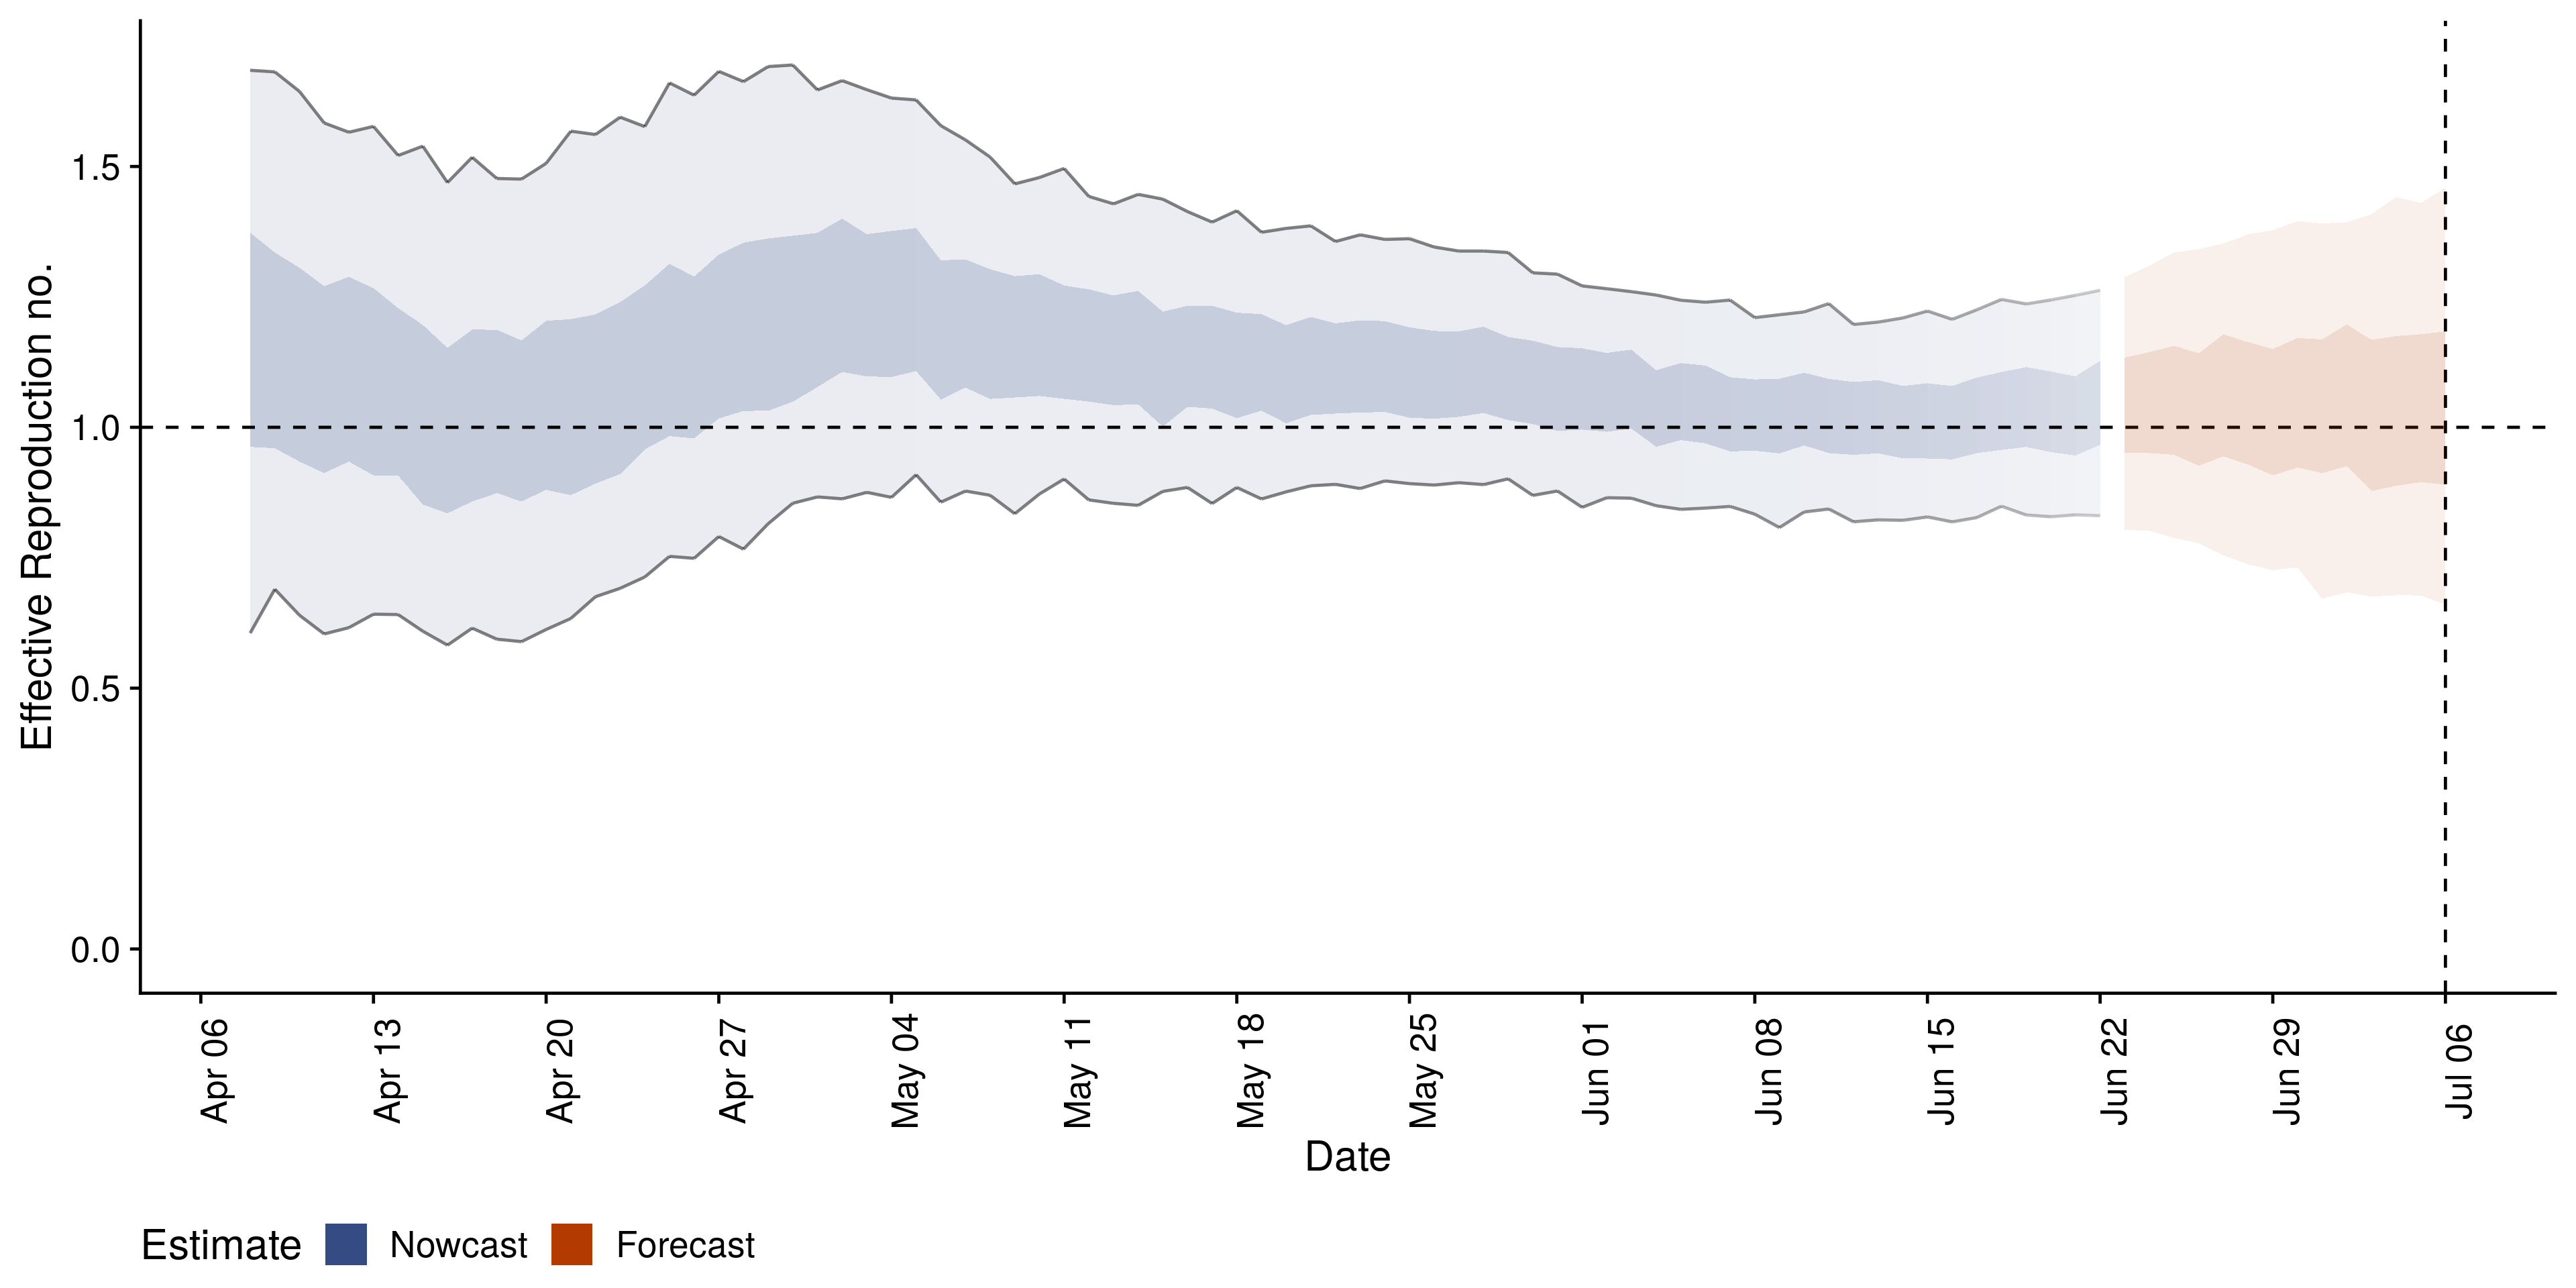 Effective Reproduction no.
1.5
1.0
0.5
0.0
Apr 06
Apr 13
Apr 20
Apr 27
May 04
May 11
May 18
May 25
Jun 01
Jun 08
Jun 15
Jun 22
Jun 29
Jul 06
Date
Estimate Nowcast Forecast